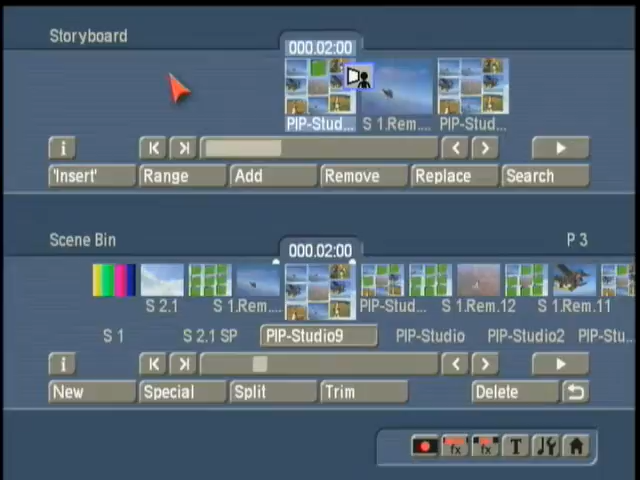 Storyboard
000.02:00
PIP-Stud... S 1.Rem.... PIP-Stud...
i
'Insert' Range Add Remove Replace Search
Scene Bin 000.02:00 P 3
S 2.1 S 1.Rem.... PIP-Stud... S 1.Rem.12 S 1.Rem.11
S 1 S 2.1 SP PIP-Studio9 PIP-Studio PIP-Studio2 PIP-Stu...
i
New Special Split Trim Delete
fx fx T